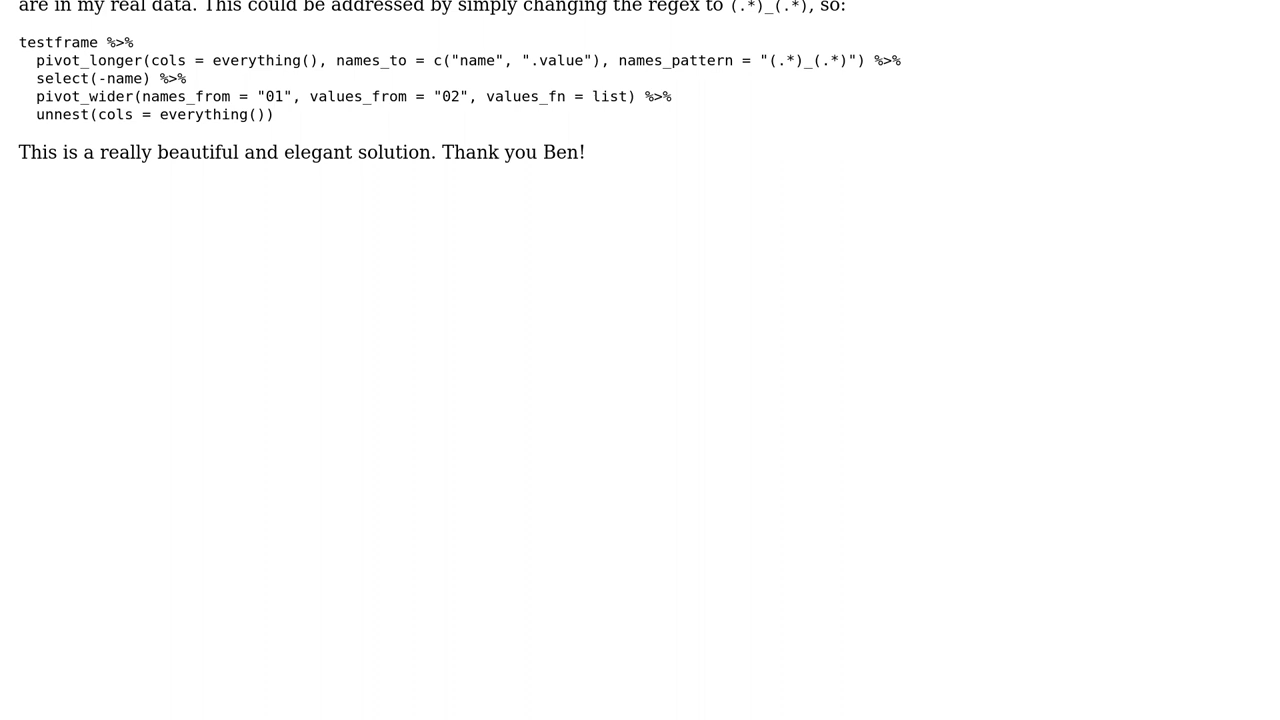 are in my real data. This could be addressed by simply changing the regex to (.*)_(.*), so:
testframe %>%
  pivot_longer(cols = everything(), names_to = c("name", ".value"), names_pattern = "(.*)_(.*)") %>%
  select(-name) %>%
  pivot_wider(names_from = "01", values_from = "02", values_fn = list) %>%
  unnest(cols = everything())
This is a really beautiful and elegant solution. Thank you Ben!